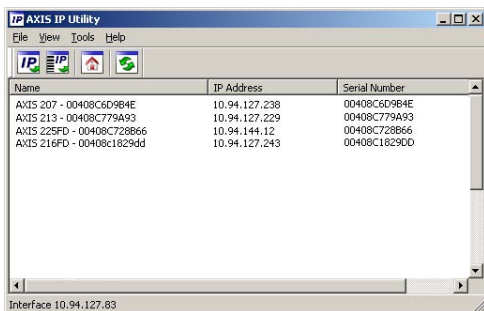 IP AXIS IP Utility
File View Tools Help
IP IP
Name IP Address Serial Number
AXIS 207 - 00408C6D9B4E 10.94.127.238 00408C6D9B4E
AXIS 213 - 00408C779A93 10.94.127.229 00408C779A93
AXIS 225FD - 00408C728B66 10.94.144.12 00408C728B66
AXIS 216FD - 00408c1829dd 10.94.127.243 00408C1829DD
Interface 10.94.127.83